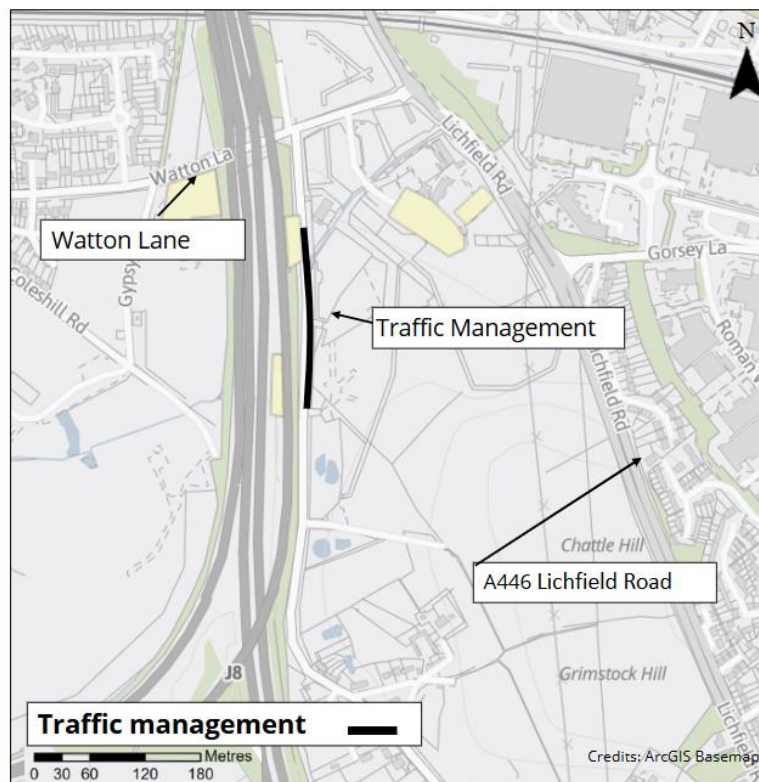 N
Watton La
Lichfield Rd
Watton Lane
Gorsey La
Gypsy
Coleshill Rd
Traffic Management
Lichfield Rd
Roman
Chattle Hill
A446 Lichfield Road
Grimstock Hill
J8
Lichfield
Traffic management
Metres
0 30 60 120 180
Credits: ArcGIS Basemap